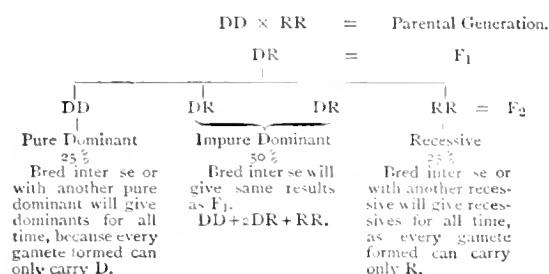 DD × RR = Parental Generation.
DR = F1
DD DR DR RR = F2
Pure Dominant Impure Dominant Recessive
25 % 50 % 25 %
Bred inter se or Bred inter se will Bred inter se or
with another pure give same results with another reces-
dominant will give as F1. sive will give reces-
dominants for all DD+2DR+RR. sives for all time,
time, because every as every gamete
gamete formed can formed can carry
only carry D. only R.